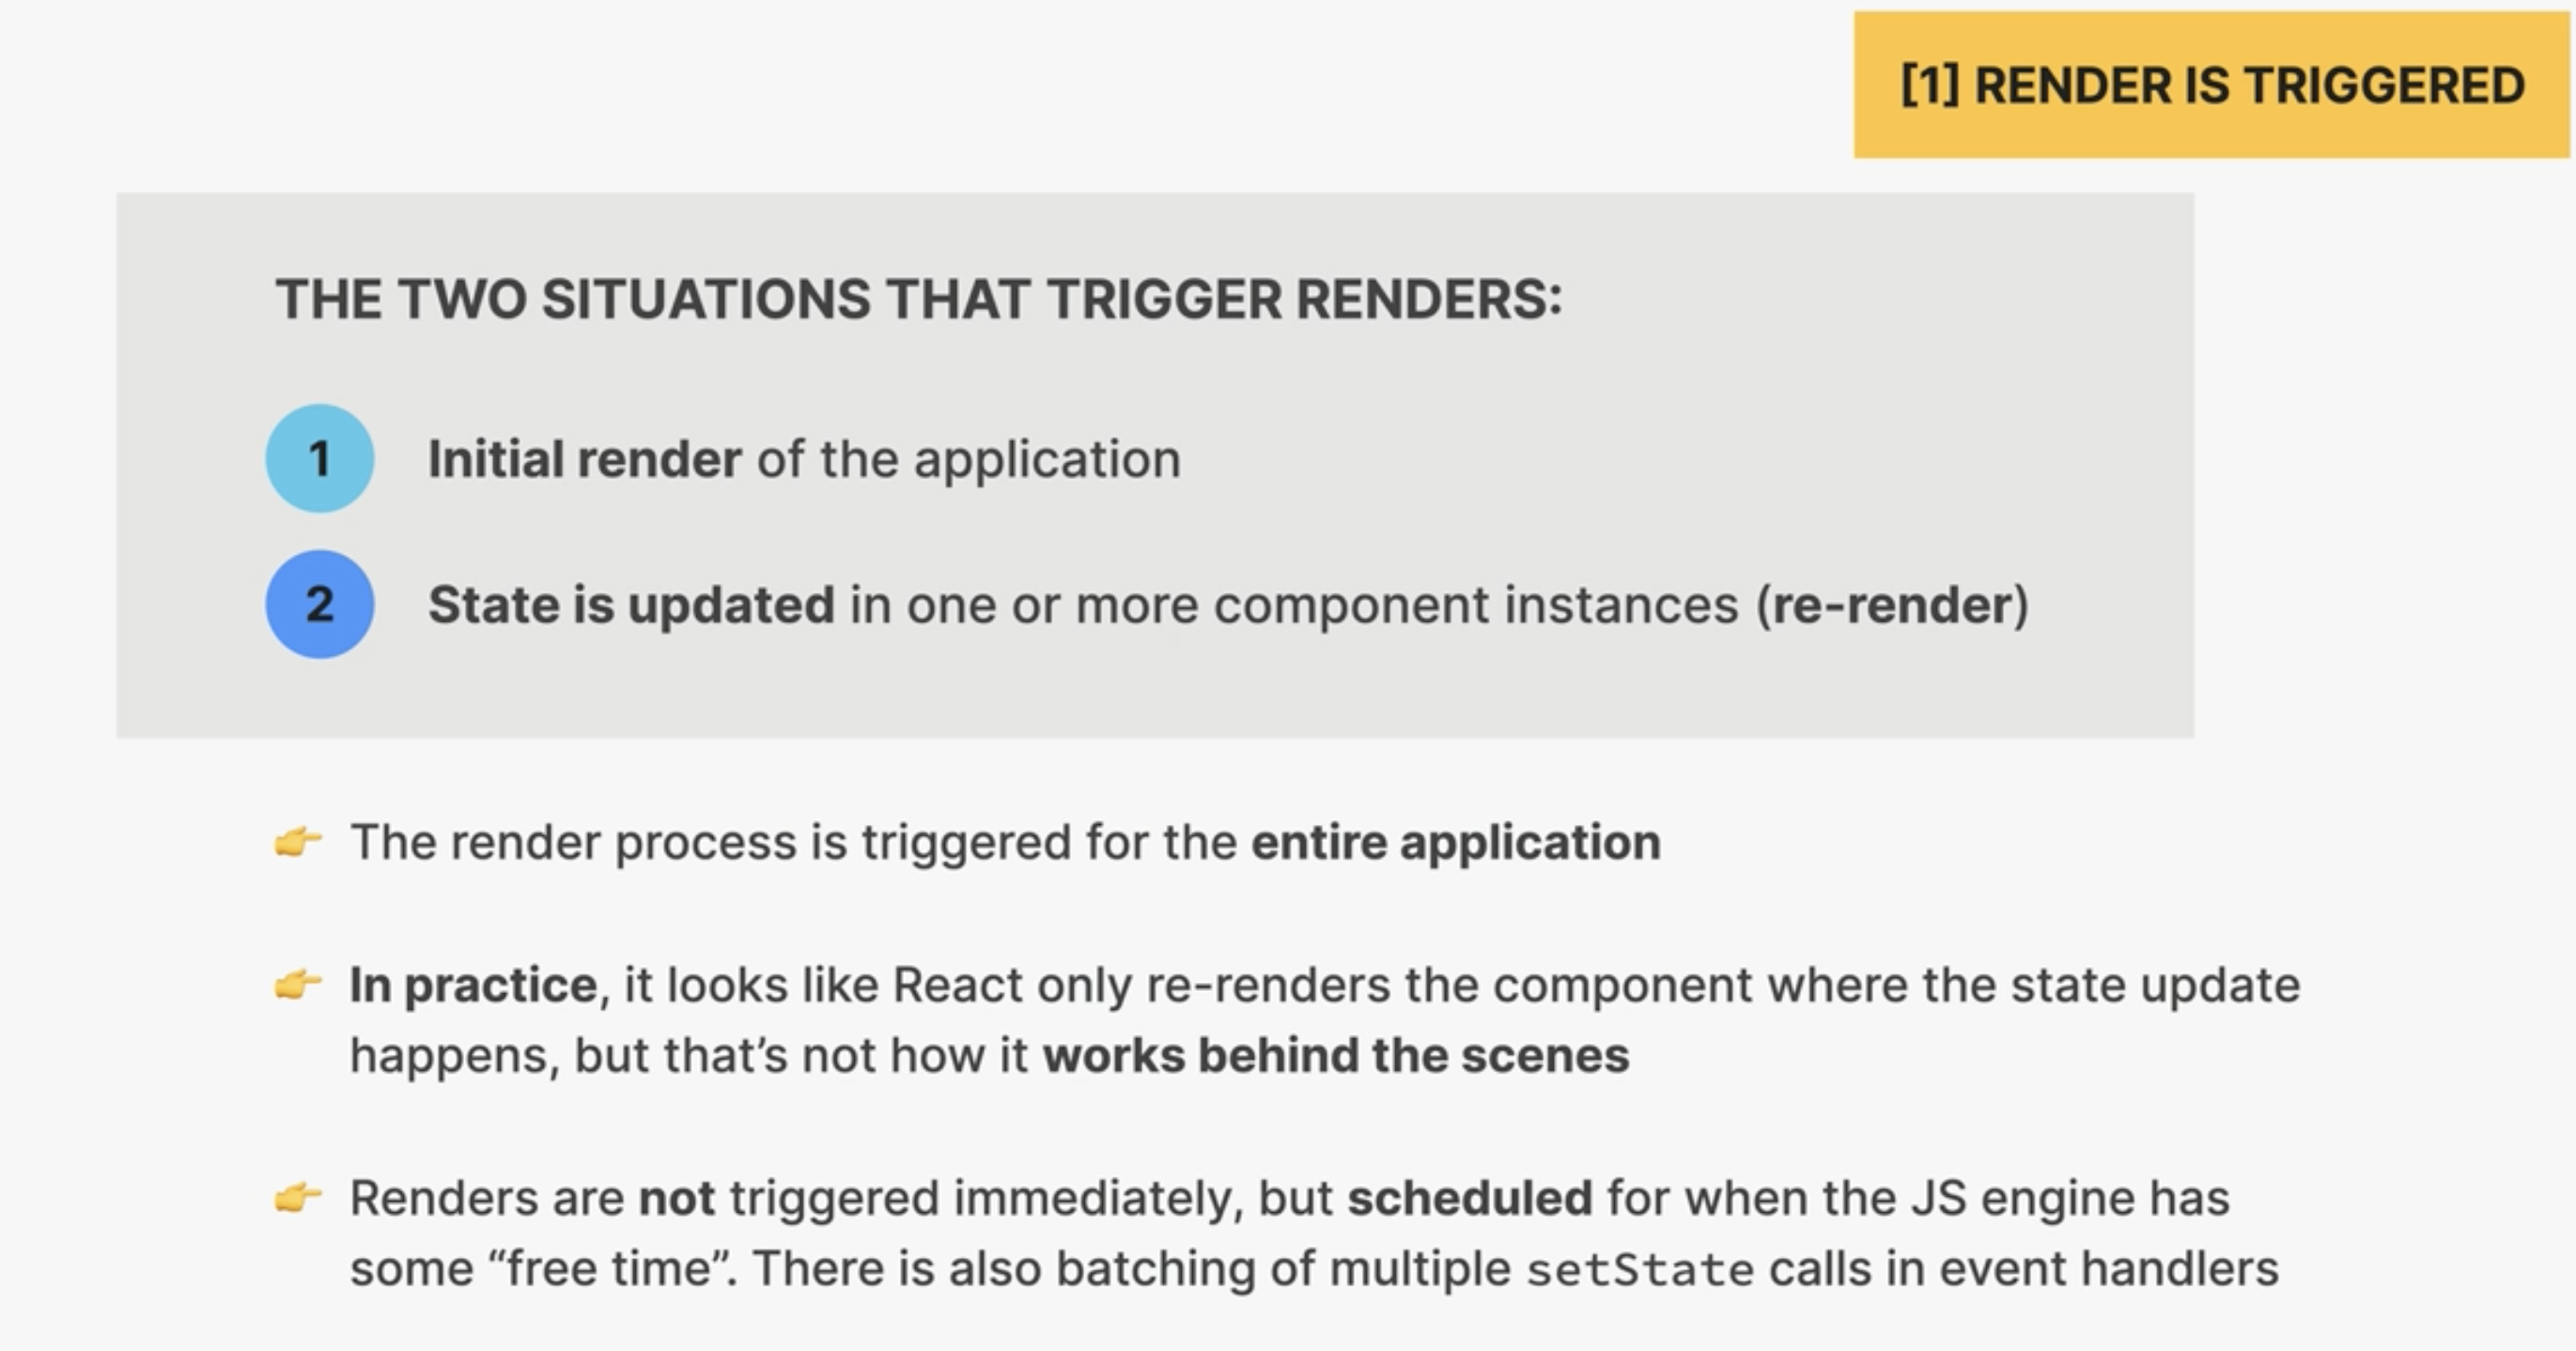 [1] RENDER IS TRIGGERED
THE TWO SITUATIONS THAT TRIGGER RENDERS:
1 Initial render of the application
2 State is updated in one or more component instances (re-render)
👉 The render process is triggered for the entire application
👉 In practice, it looks like React only re-renders the component where the state update
happens, but that’s not how it works behind the scenes
👉 Renders are not triggered immediately, but scheduled for when the JS engine has
some “free time”. There is also batching of multiple setState calls in event handlers